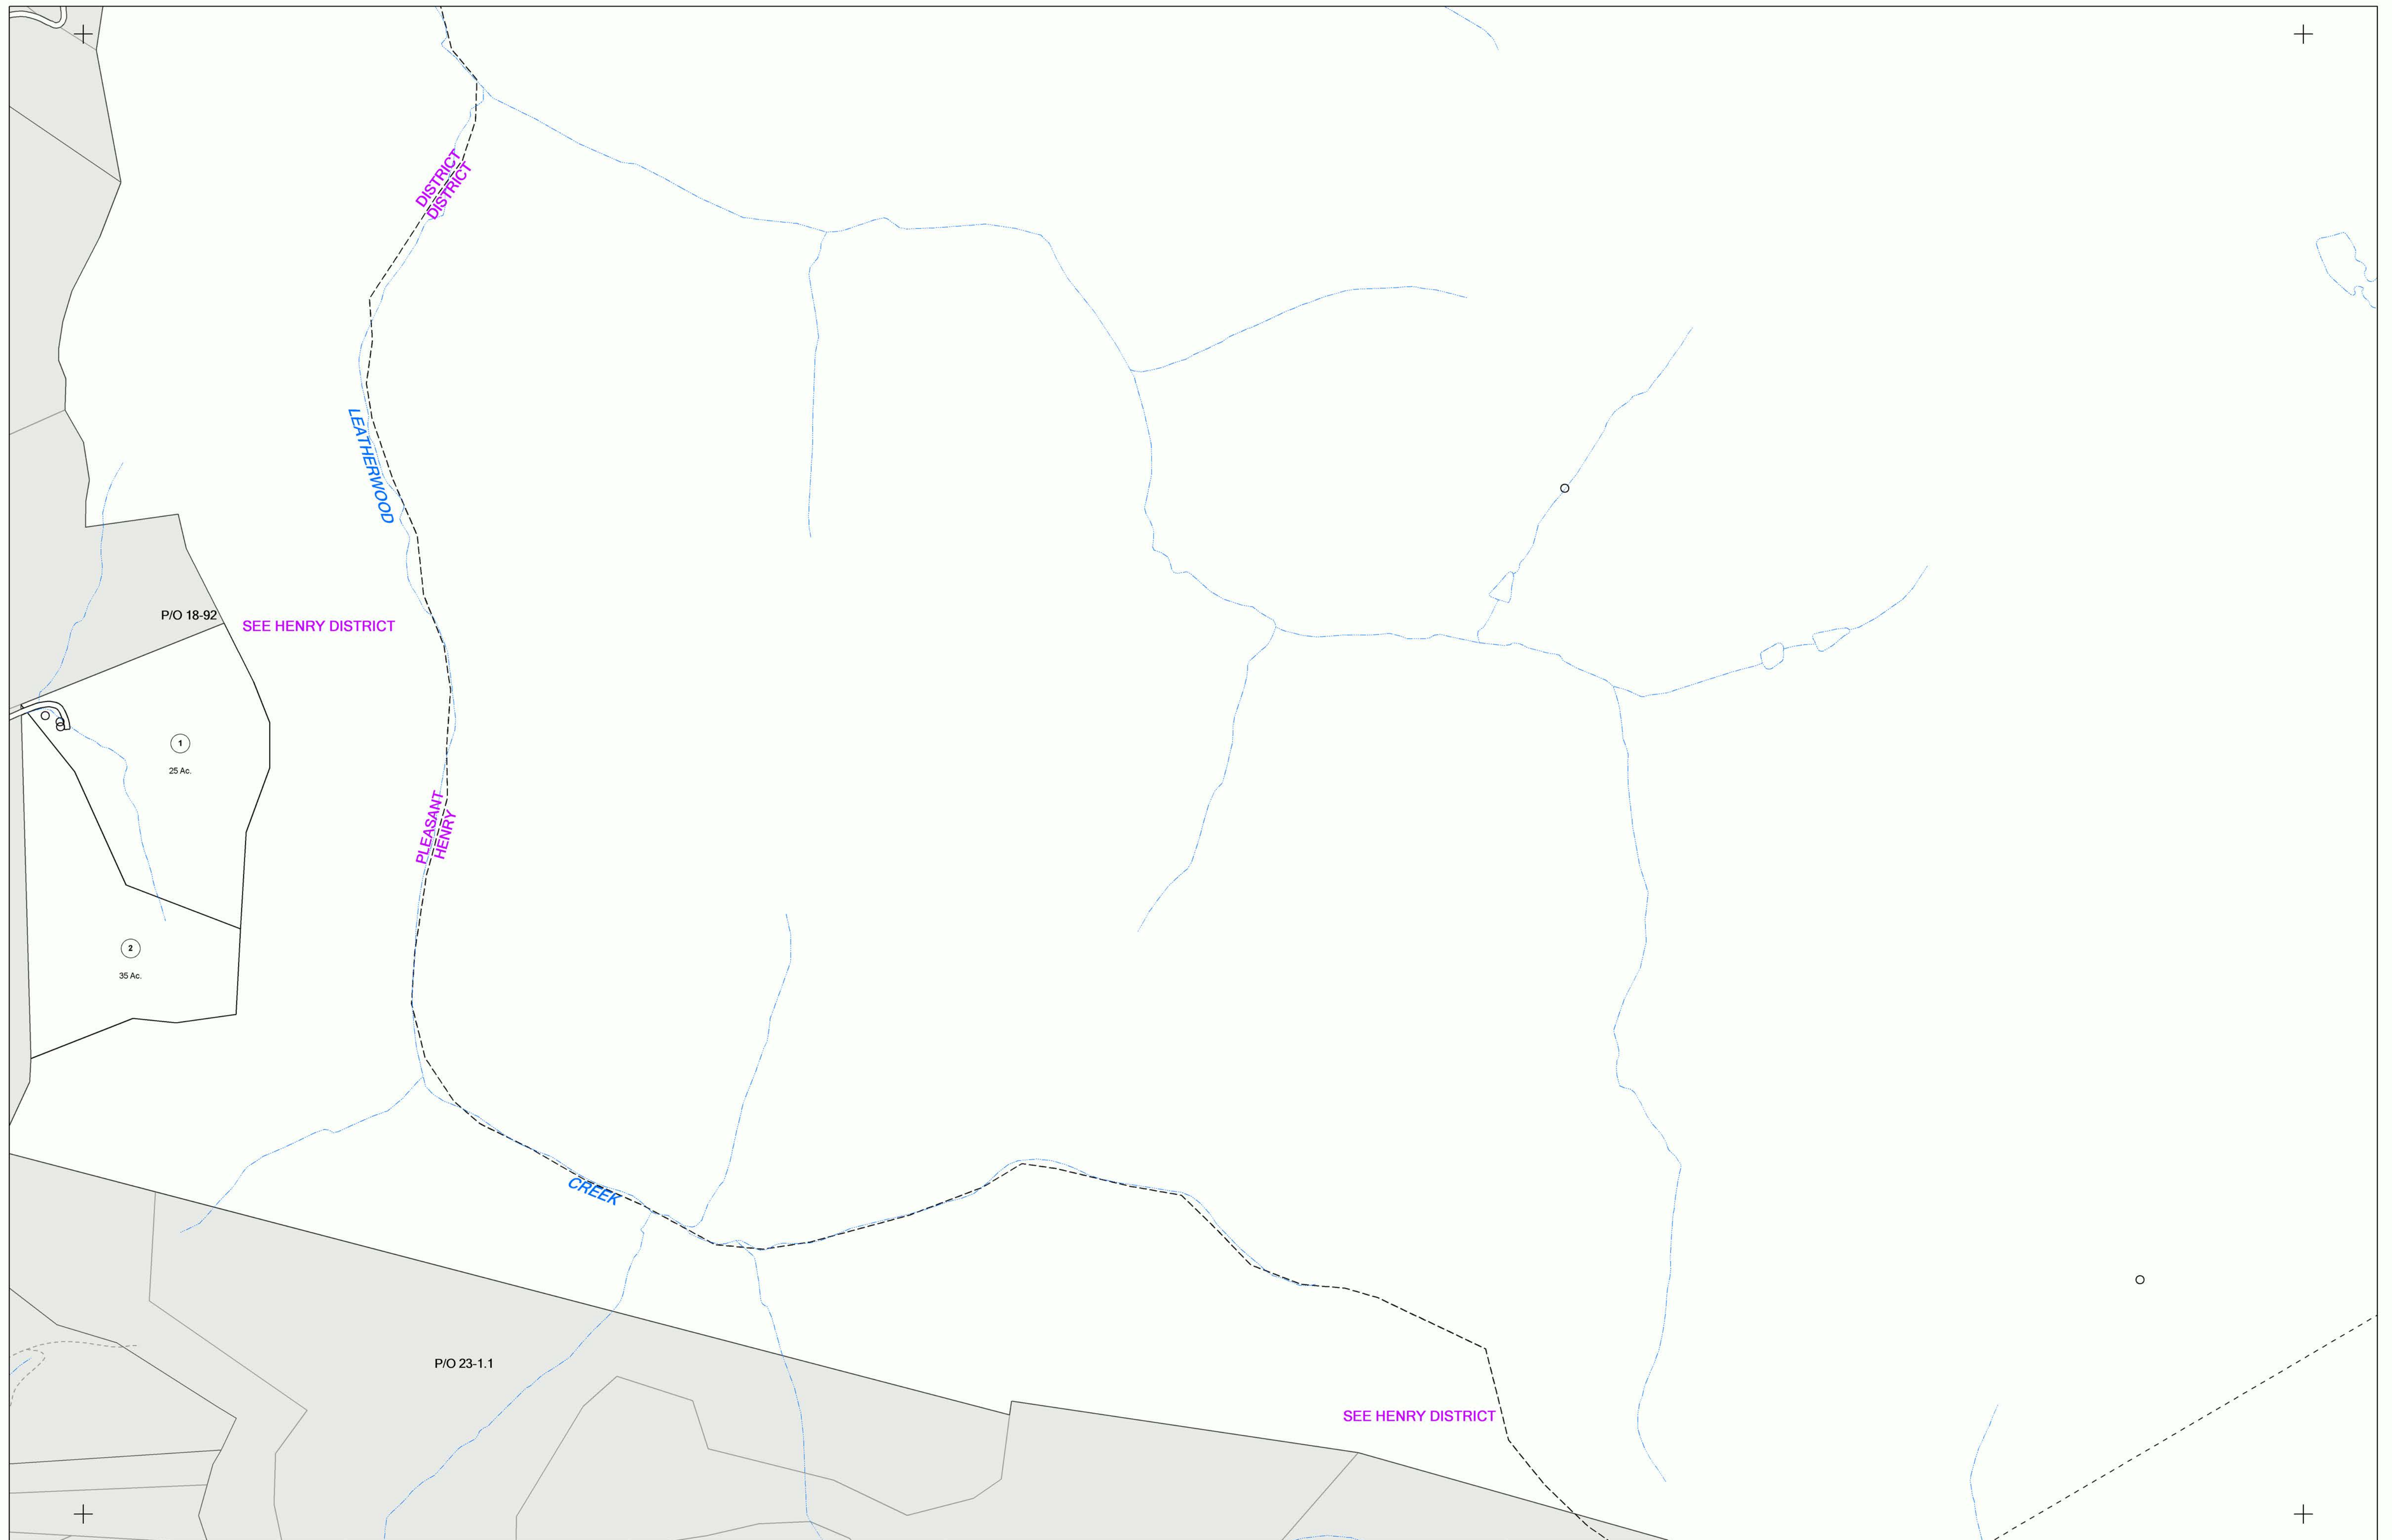 DISTRICT
DISTRICT
LEATHERWOOD
P/O 18-92
SEE HENRY DISTRICT
1
25 Ac.
PLEASANT
HENRY
2
35 Ac.
CREEK
P/O 23-1.1
SEE HENRY DISTRICT